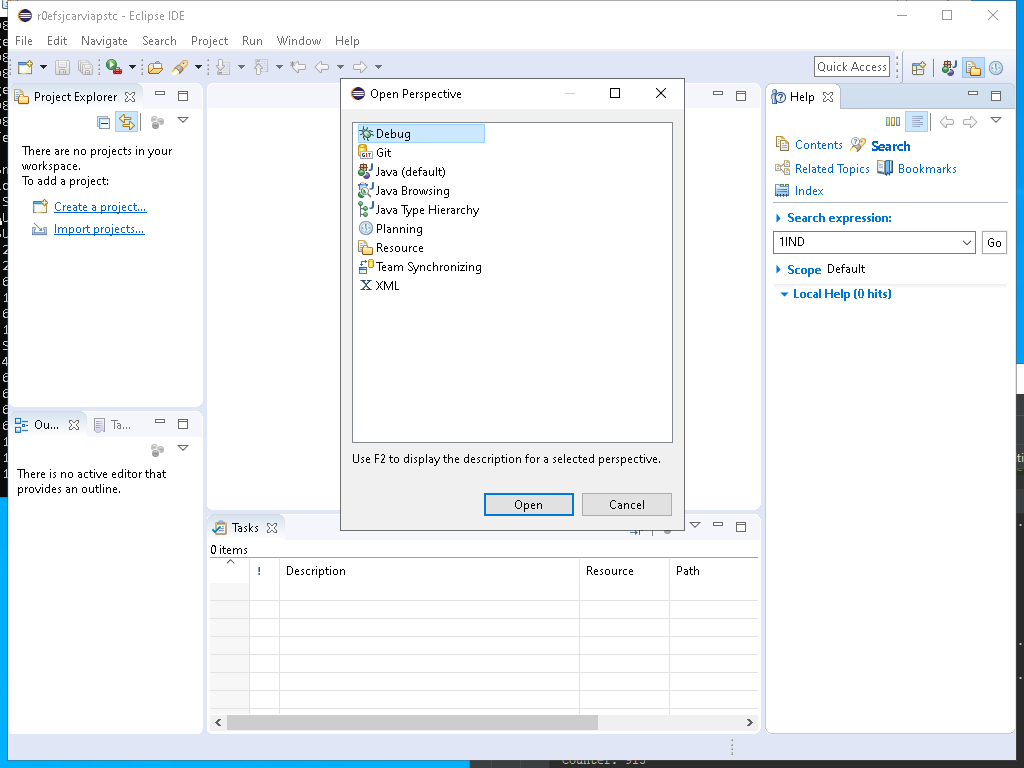 r0efsjcarviapstc - Eclipse IDE
File Edit Navigate Search Project Run Window Help
Quick Access
Project Explorer
There are no projects in your
workspace.
To add a project:
Create a project...
Import projects...
Ou...
Ta...
There is no active editor that
provides an outline.
Open Perspective
Debug
Git
Java (default)
Java Browsing
Java Type Hierarchy
Planning
Resource
Team Synchronizing
XML
Use F2 to display the description for a selected perspective.
Open Cancel
Tasks
0 items
! Description Resource Path
Help
Contents Search
Related Topics Bookmarks
Index
Search expression:
1IND Go
Scope Default
Local Help (0 hits)